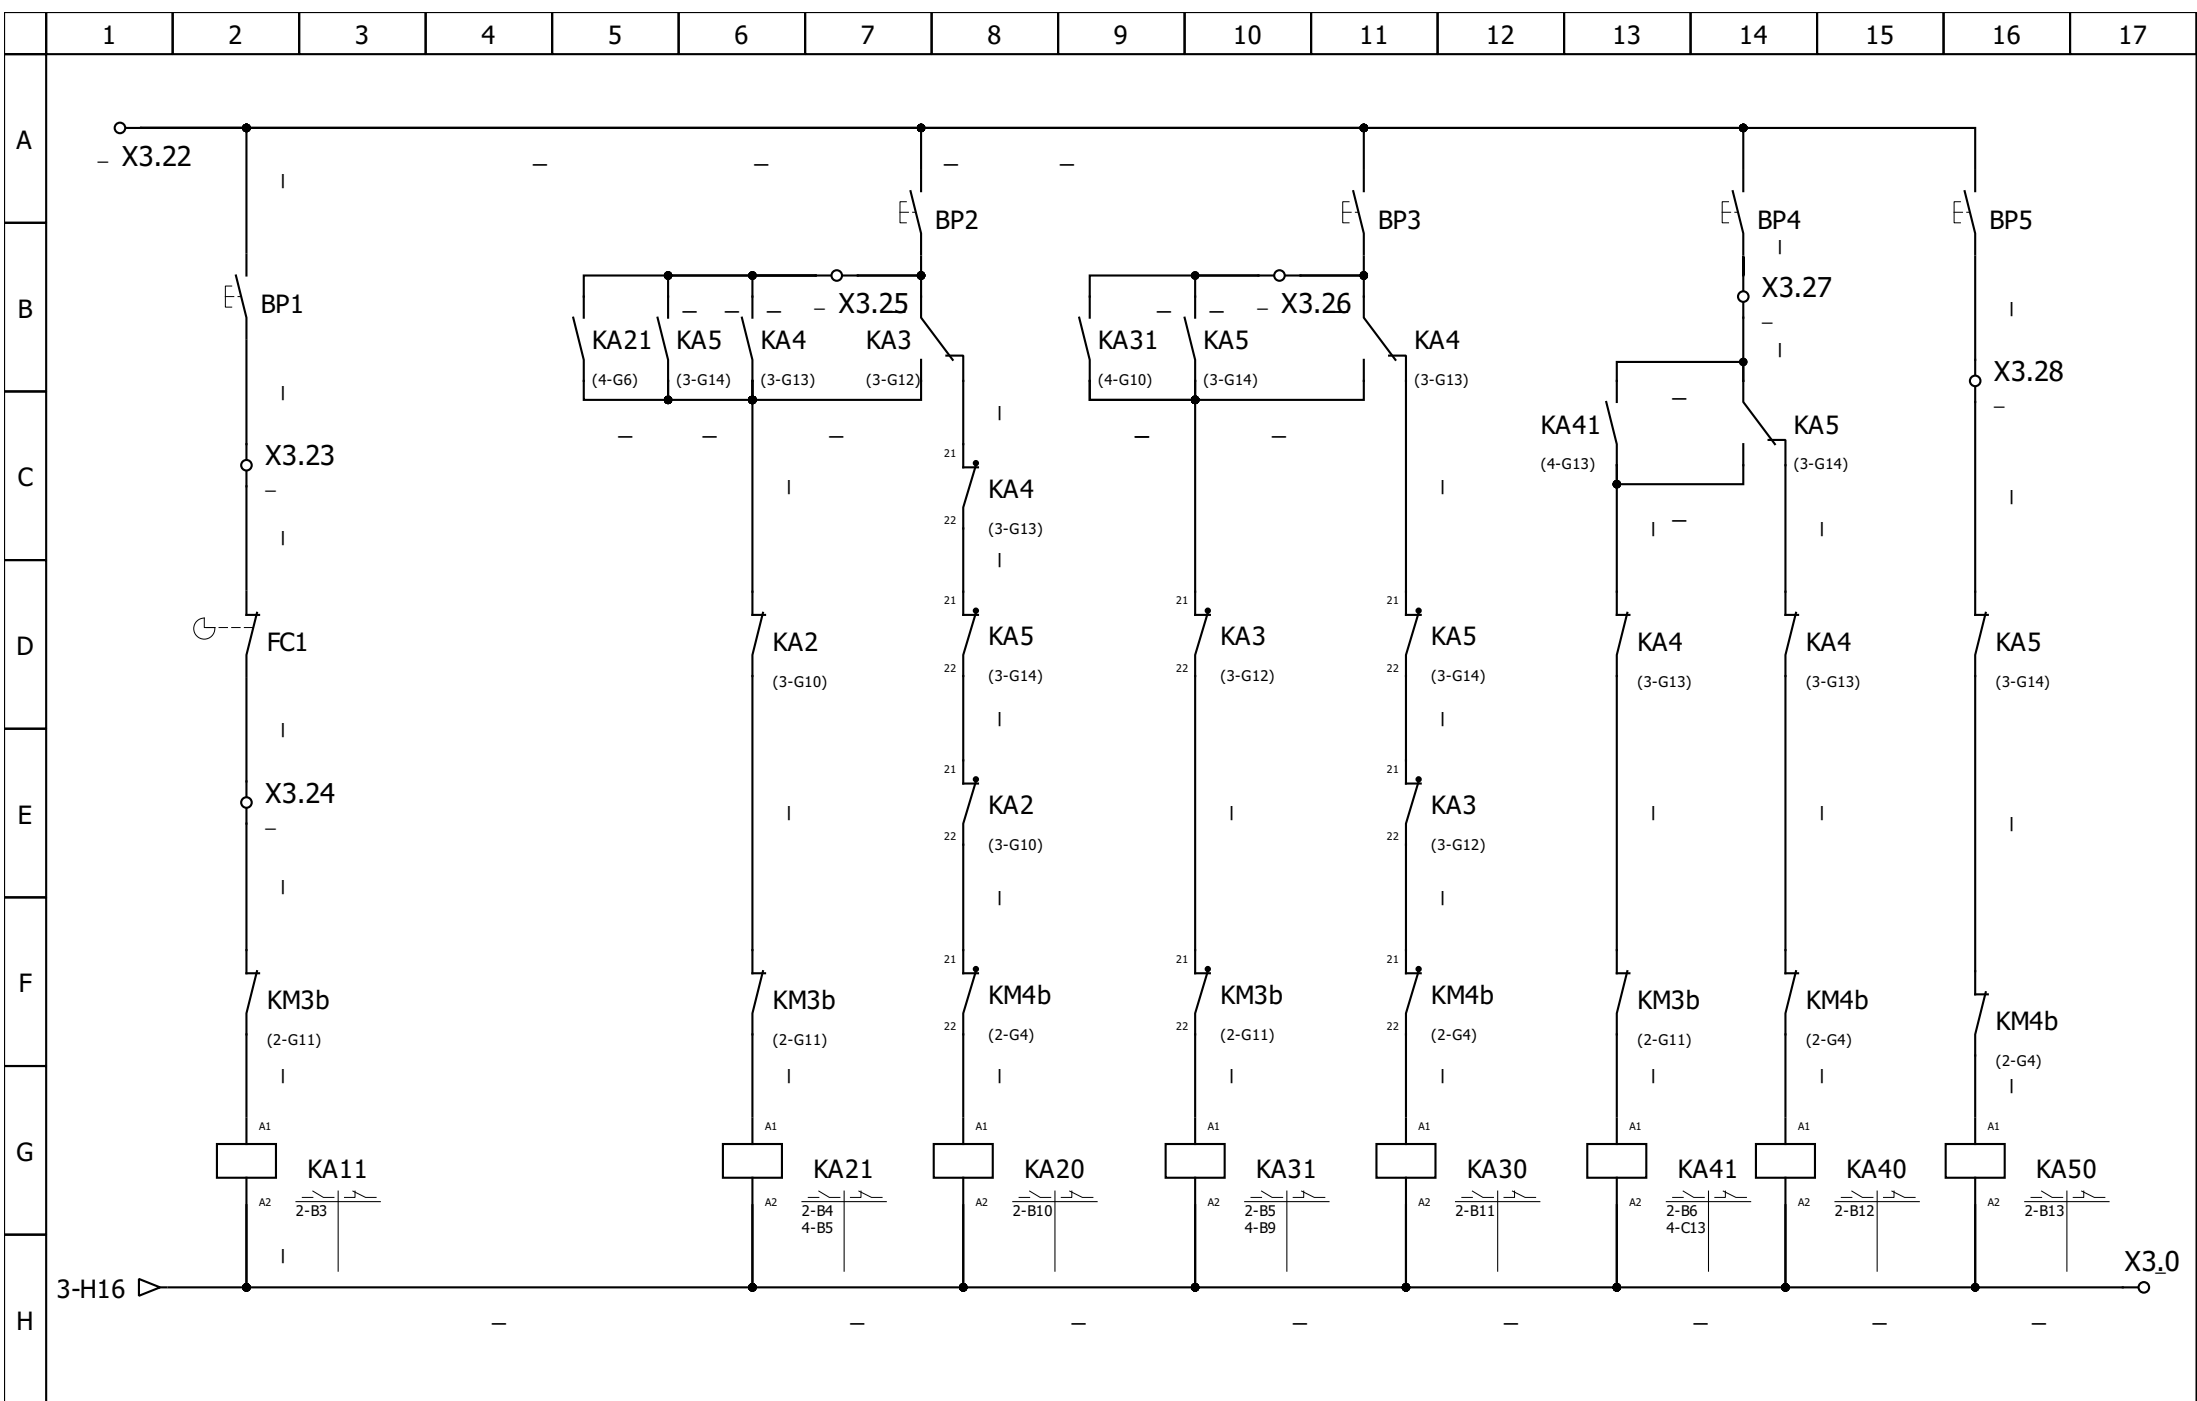 1 2 3 4 5 6 7 8 9 10 11 12 13 14 15 16 17
A
X3.22
BP2 BP3 BP4 BP5
B
BP1
X3.25 X3.26 X3.27
KA21 KA5 KA4 KA3 KA31 KA5 KA4
(4-G6) (3-G14) (3-G13) (3-G12) (4-G10) (3-G14) (3-G13)
X3.28
C
KA41 KA5
(4-G13) (3-G14)
X3.23
21
KA4
22
(3-G13)
D
21 21 21
FC1 KA2 KA5 KA3 KA5 KA4 KA4 KA5
22 22 22
(3-G10) (3-G14) (3-G12) (3-G14) (3-G13) (3-G13) (3-G14)
E
X3.24
21 21
KA2 KA3
22 22
(3-G10) (3-G12)
F
21 21 21
KM3b KM3b KM4b KM3b KM4b KM3b KM4b KM4b
22 22 22
(2-G11) (2-G11) (2-G4) (2-G11) (2-G4) (2-G11) (2-G4) (2-G4)
G
A1 A1 A1 A1 A1 A1 A1 A1
KA11 KA21 KA20 KA31 KA30 KA41 KA40 KA50
A2 A2 A2 A2 A2 A2 A2 A2
2-B3 2-B4 2-B10 2-B5 2-B11 2-B6 2-B12 2-B13
4-B5 4-B9 4-C13
H
3-H16 X3.0